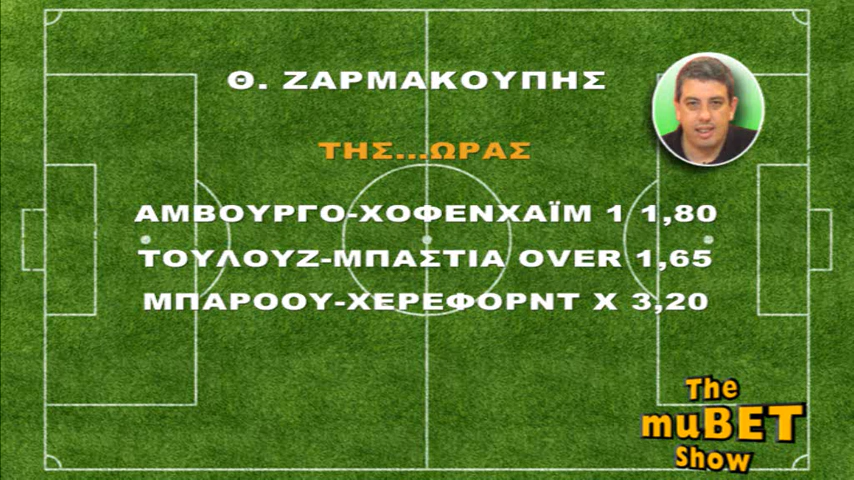 Θ. ΖΑΡΜΑΚΟΥΠΗΣ
ΤΗΣ...ΩΡΑΣ
ΑΜΒΟΥΡΓΟ-ΧΟΦΕΝΧΑΪΜ 1 1,80
ΤΟΥΛΟΥΖ-ΜΠΑΣΤΙΑ OVER 1,65
ΜΠΑΡΟΟΥ-ΧΕΡΕΦΟΡΝΤ Χ 3,20
The
muBET
Show